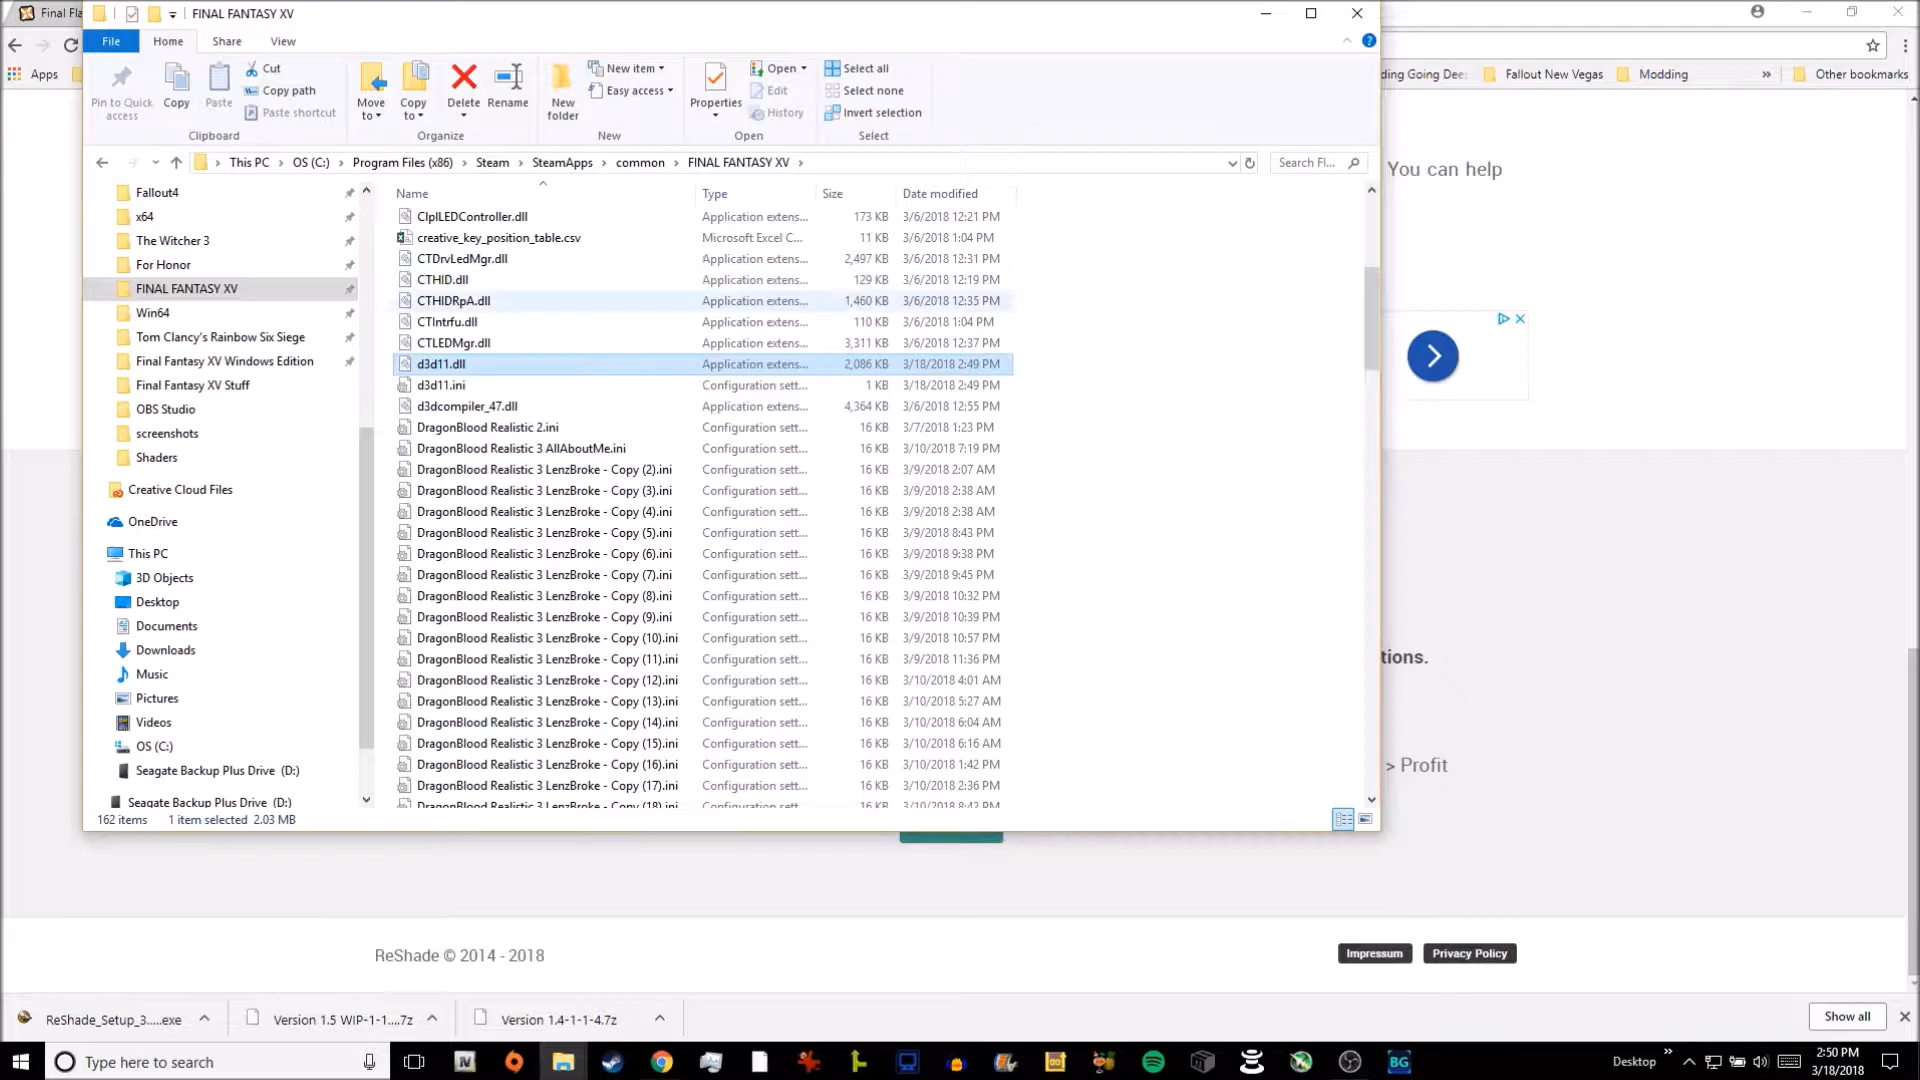 Final Fla
FINAL FANTASY XV
File
Home
Share
View
Apps
ding Going Dee
Fallout New Vegas
Modding
»
Other bookmarks
Pin to Quick access
Copy
Paste
Cut
Copy path
Paste shortcut
Clipboard
Move to
Copy to
Delete
Rename
Organize
New folder
New item
Easy access
New
Properties
Open
Edit
History
Open
Select all
Select none
Invert selection
Select
This PC > OS (C:) > Program Files (x86) > Steam > SteamApps > common > FINAL FANTASY XV >
Search Fl...
Fallout4
x64
The Witcher 3
For Honor
FINAL FANTASY XV
Win64
Tom Clancy's Rainbow Six Siege
Final Fantasy XV Windows Edition
Final Fantasy XV Stuff
OBS Studio
screenshots
Shaders
Creative Cloud Files
OneDrive
This PC
3D Objects
Desktop
Documents
Downloads
Music
Pictures
Videos
OS (C:)
Seagate Backup Plus Drive (D:)
Seagate Backup Plus Drive (D:)
Name Type Size Date modified
ClplLEDController.dll Application extens... 173 KB 3/6/2018 12:21 PM
creative_key_position_table.csv Microsoft Excel C... 11 KB 3/6/2018 1:04 PM
CTDrvLedMgr.dll Application extens... 2,497 KB 3/6/2018 12:31 PM
CTHID.dll Application extens... 129 KB 3/6/2018 12:19 PM
CTHIDRpA.dll Application extens... 1,460 KB 3/6/2018 12:35 PM
CTIntrfu.dll Application extens... 110 KB 3/6/2018 1:04 PM
CTLEDMgr.dll Application extens... 3,311 KB 3/6/2018 12:37 PM
d3d11.dll Application extens... 2,086 KB 3/18/2018 2:49 PM
d3d11.ini Configuration sett... 1 KB 3/18/2018 2:49 PM
d3dcompiler_47.dll Application extens... 4,364 KB 3/6/2018 12:55 PM
DragonBlood Realistic 2.ini Configuration sett... 16 KB 3/7/2018 1:23 PM
DragonBlood Realistic 3 AllAboutMe.ini Configuration sett... 16 KB 3/10/2018 7:19 PM
DragonBlood Realistic 3 LenzBroke - Copy (2).ini Configuration sett... 16 KB 3/9/2018 2:07 AM
DragonBlood Realistic 3 LenzBroke - Copy (3).ini Configuration sett... 16 KB 3/9/2018 2:38 AM
DragonBlood Realistic 3 LenzBroke - Copy (4).ini Configuration sett... 16 KB 3/9/2018 2:38 AM
DragonBlood Realistic 3 LenzBroke - Copy (5).ini Configuration sett... 16 KB 3/9/2018 8:43 PM
DragonBlood Realistic 3 LenzBroke - Copy (6).ini Configuration sett... 16 KB 3/9/2018 9:38 PM
DragonBlood Realistic 3 LenzBroke - Copy (7).ini Configuration sett... 16 KB 3/9/2018 9:45 PM
DragonBlood Realistic 3 LenzBroke - Copy (8).ini Configuration sett... 16 KB 3/9/2018 10:32 PM
DragonBlood Realistic 3 LenzBroke - Copy (9).ini Configuration sett... 16 KB 3/9/2018 10:39 PM
DragonBlood Realistic 3 LenzBroke - Copy (10).ini Configuration sett... 16 KB 3/9/2018 10:57 PM
DragonBlood Realistic 3 LenzBroke - Copy (11).ini Configuration sett... 16 KB 3/9/2018 11:36 PM
DragonBlood Realistic 3 LenzBroke - Copy (12).ini Configuration sett... 16 KB 3/10/2018 4:01 AM
DragonBlood Realistic 3 LenzBroke - Copy (13).ini Configuration sett... 16 KB 3/10/2018 5:27 AM
DragonBlood Realistic 3 LenzBroke - Copy (14).ini Configuration sett... 16 KB 3/10/2018 6:04 AM
DragonBlood Realistic 3 LenzBroke - Copy (15).ini Configuration sett... 16 KB 3/10/2018 6:16 AM
DragonBlood Realistic 3 LenzBroke - Copy (16).ini Configuration sett... 16 KB 3/10/2018 1:42 PM
DragonBlood Realistic 3 LenzBroke - Copy (17).ini Configuration sett... 16 KB 3/10/2018 2:36 PM
DragonBlood Realistic 3 LenzBroke - Copy (18).ini Configuration sett... 16 KB 3/10/2018 8:42 PM
162 items 1 item selected 2.03 MB
You can help
tions.
> Profit
ReShade © 2014 - 2018
Impressum
Privacy Policy
ReShade_Setup_3.....exe
Version 1.5 WIP-1-1....7z
Version 1.4-1-1-4.7z
Show all
Type here to search
IV
BG
Desktop »
2:50 PM
3/18/2018